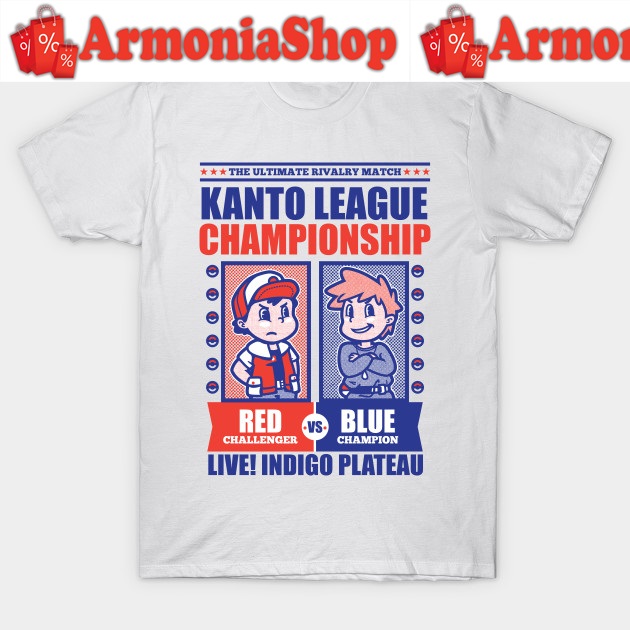 ArmoniaShop
Armon
THE ULTIMATE RIVALRY MATCH
KANTO LEAGUE
CHAMPIONSHIP
RED
CHALLENGER
VS
BLUE
CHAMPION
LIVE! INDIGO PLATEAU